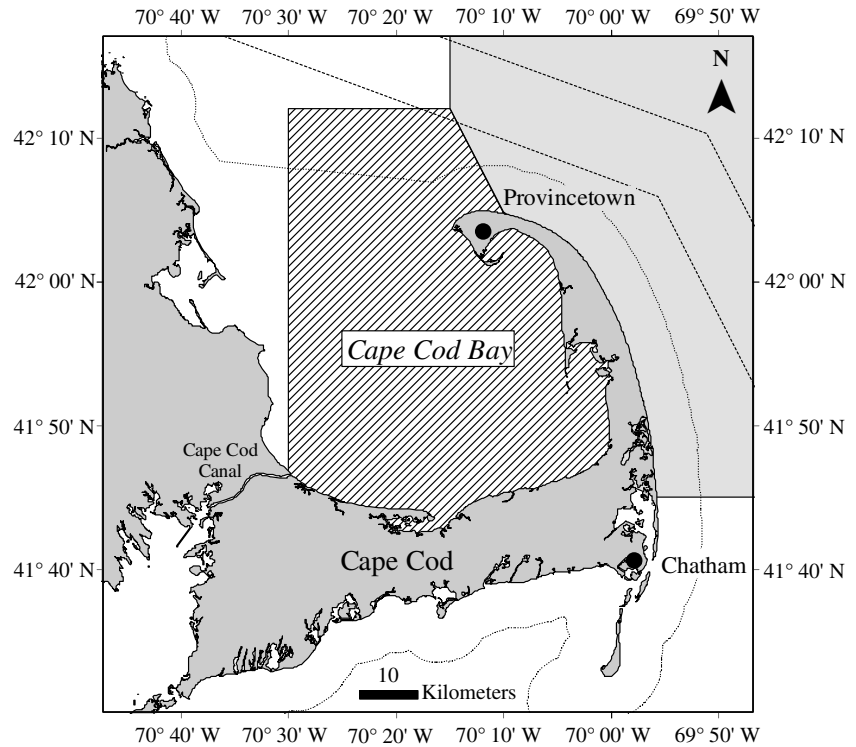 70° 40' W 70° 30' W 70° 20' W 70° 10' W 70° 00' W 69° 50' W
N
42° 10' N 42° 10' N
Provincetown
42° 00' N 42° 00' N
Cape Cod Bay
41° 50' N 41° 50' N
Cape Cod
Canal
Cape Cod
Chatham
41° 40' N 41° 40' N
10
Kilometers
70° 40' W 70° 30' W 70° 20' W 70° 10' W 70° 00' W 69° 50' W